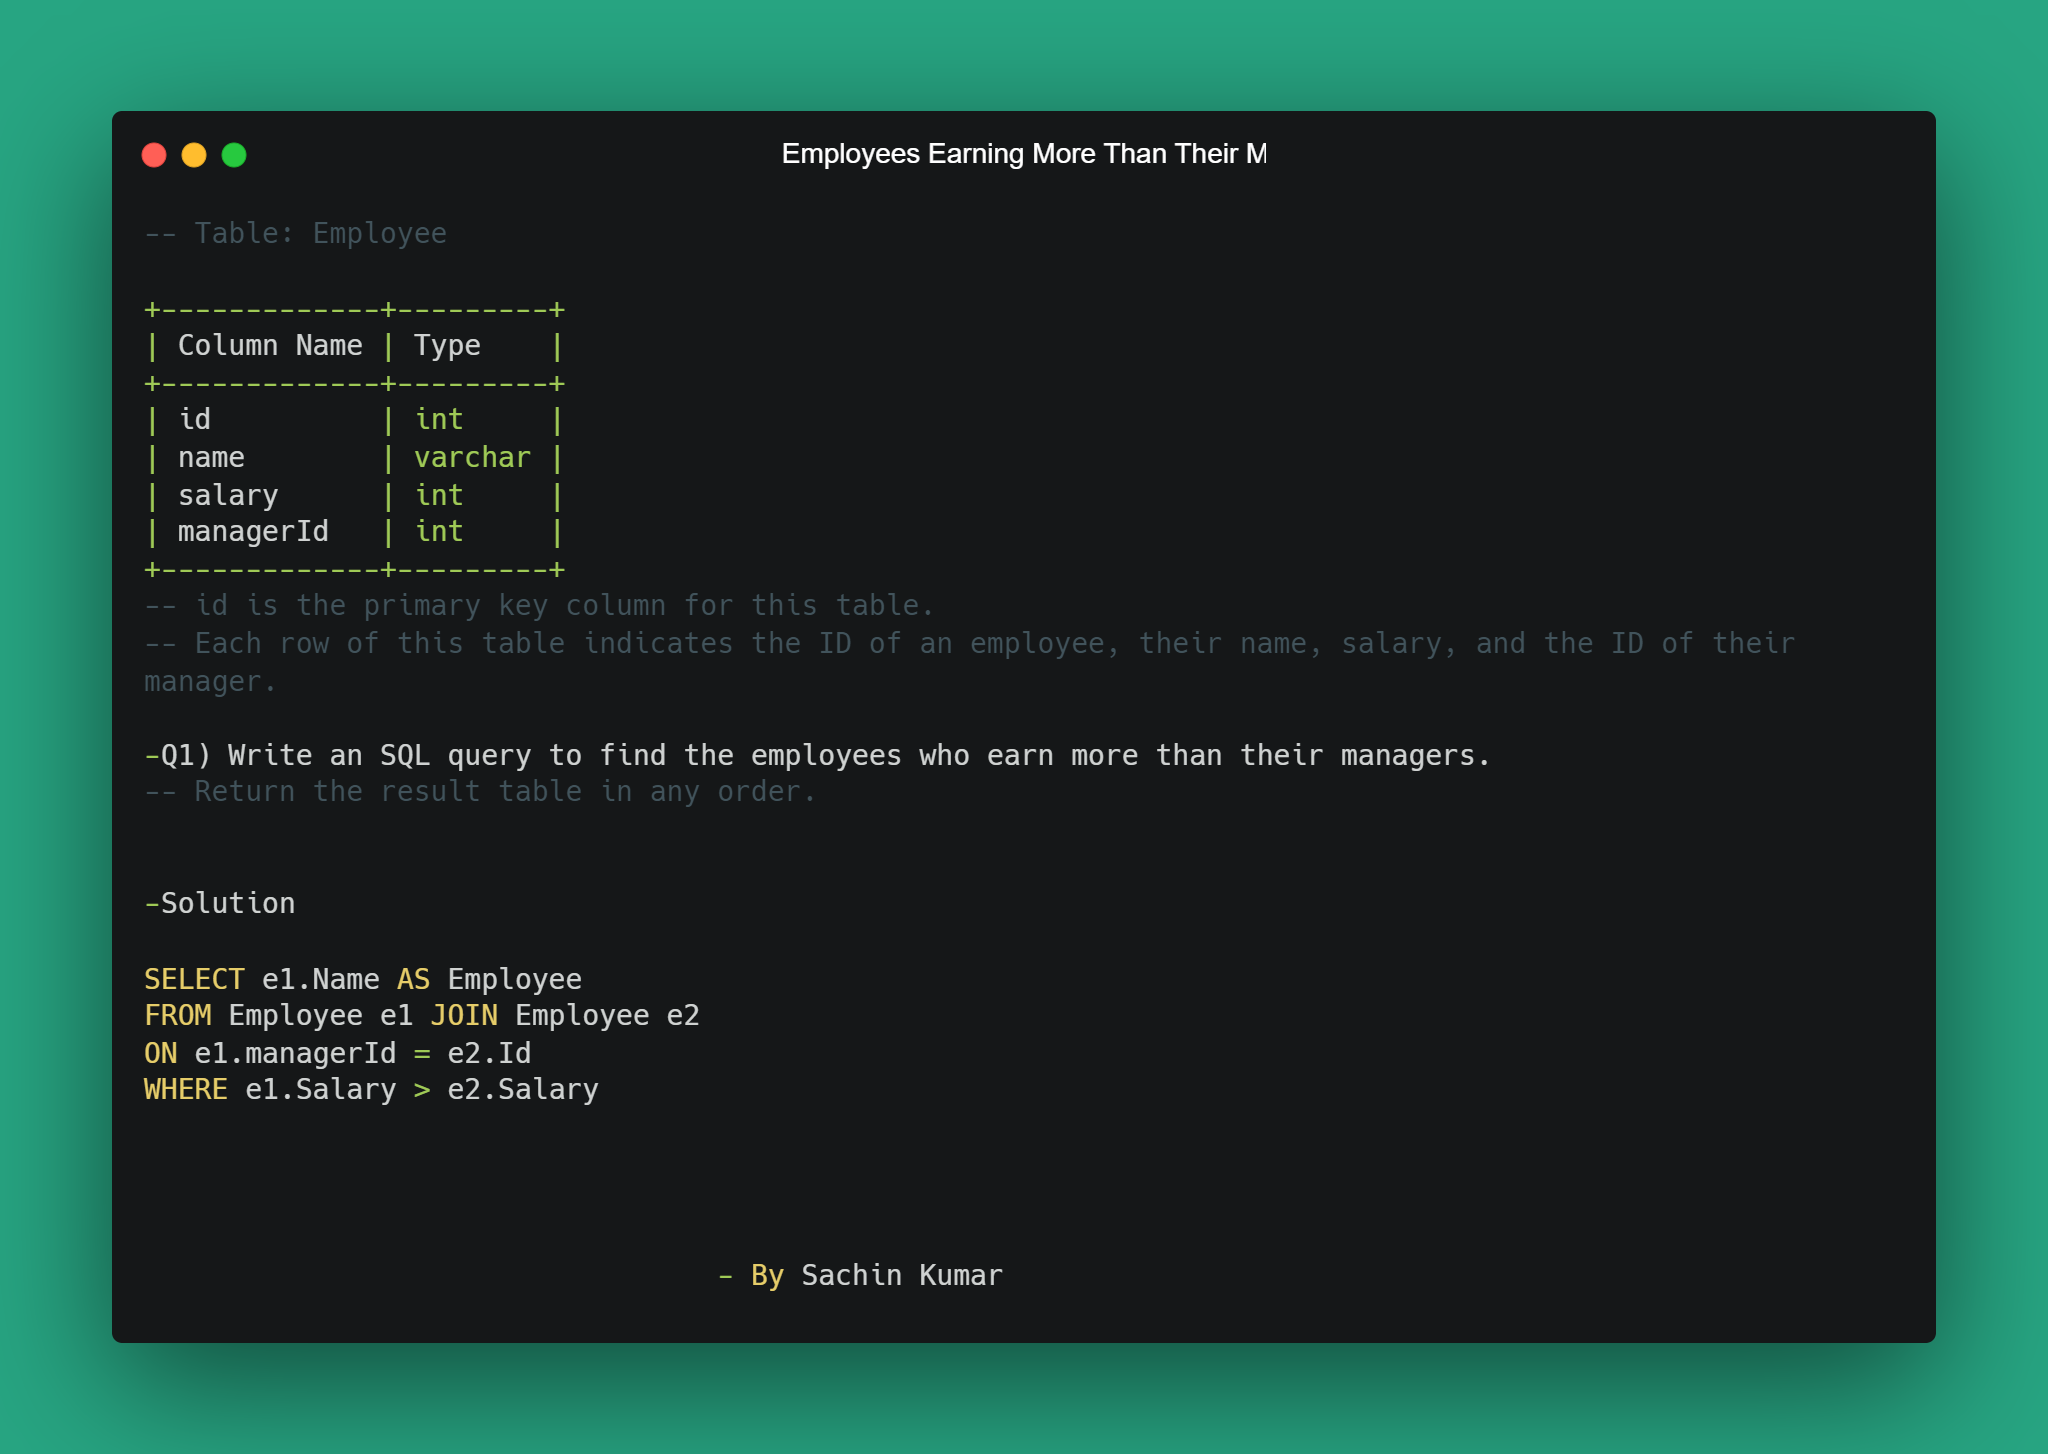 Employees Earning More Than Their M
-- Table: Employee
+-------------+---------+
| Column Name | Type    |
+-------------+---------+
| id          | int     |
| name        | varchar |
| salary      | int     |
| managerId   | int     |
+-------------+---------+
-- id is the primary key column for this table.
-- Each row of this table indicates the ID of an employee, their name, salary, and the ID of their
manager.
-Q1) Write an SQL query to find the employees who earn more than their managers.
-- Return the result table in any order.
-Solution
SELECT e1.Name AS Employee
FROM Employee e1 JOIN Employee e2
ON e1.managerId = e2.Id
WHERE e1.Salary > e2.Salary
- By Sachin Kumar